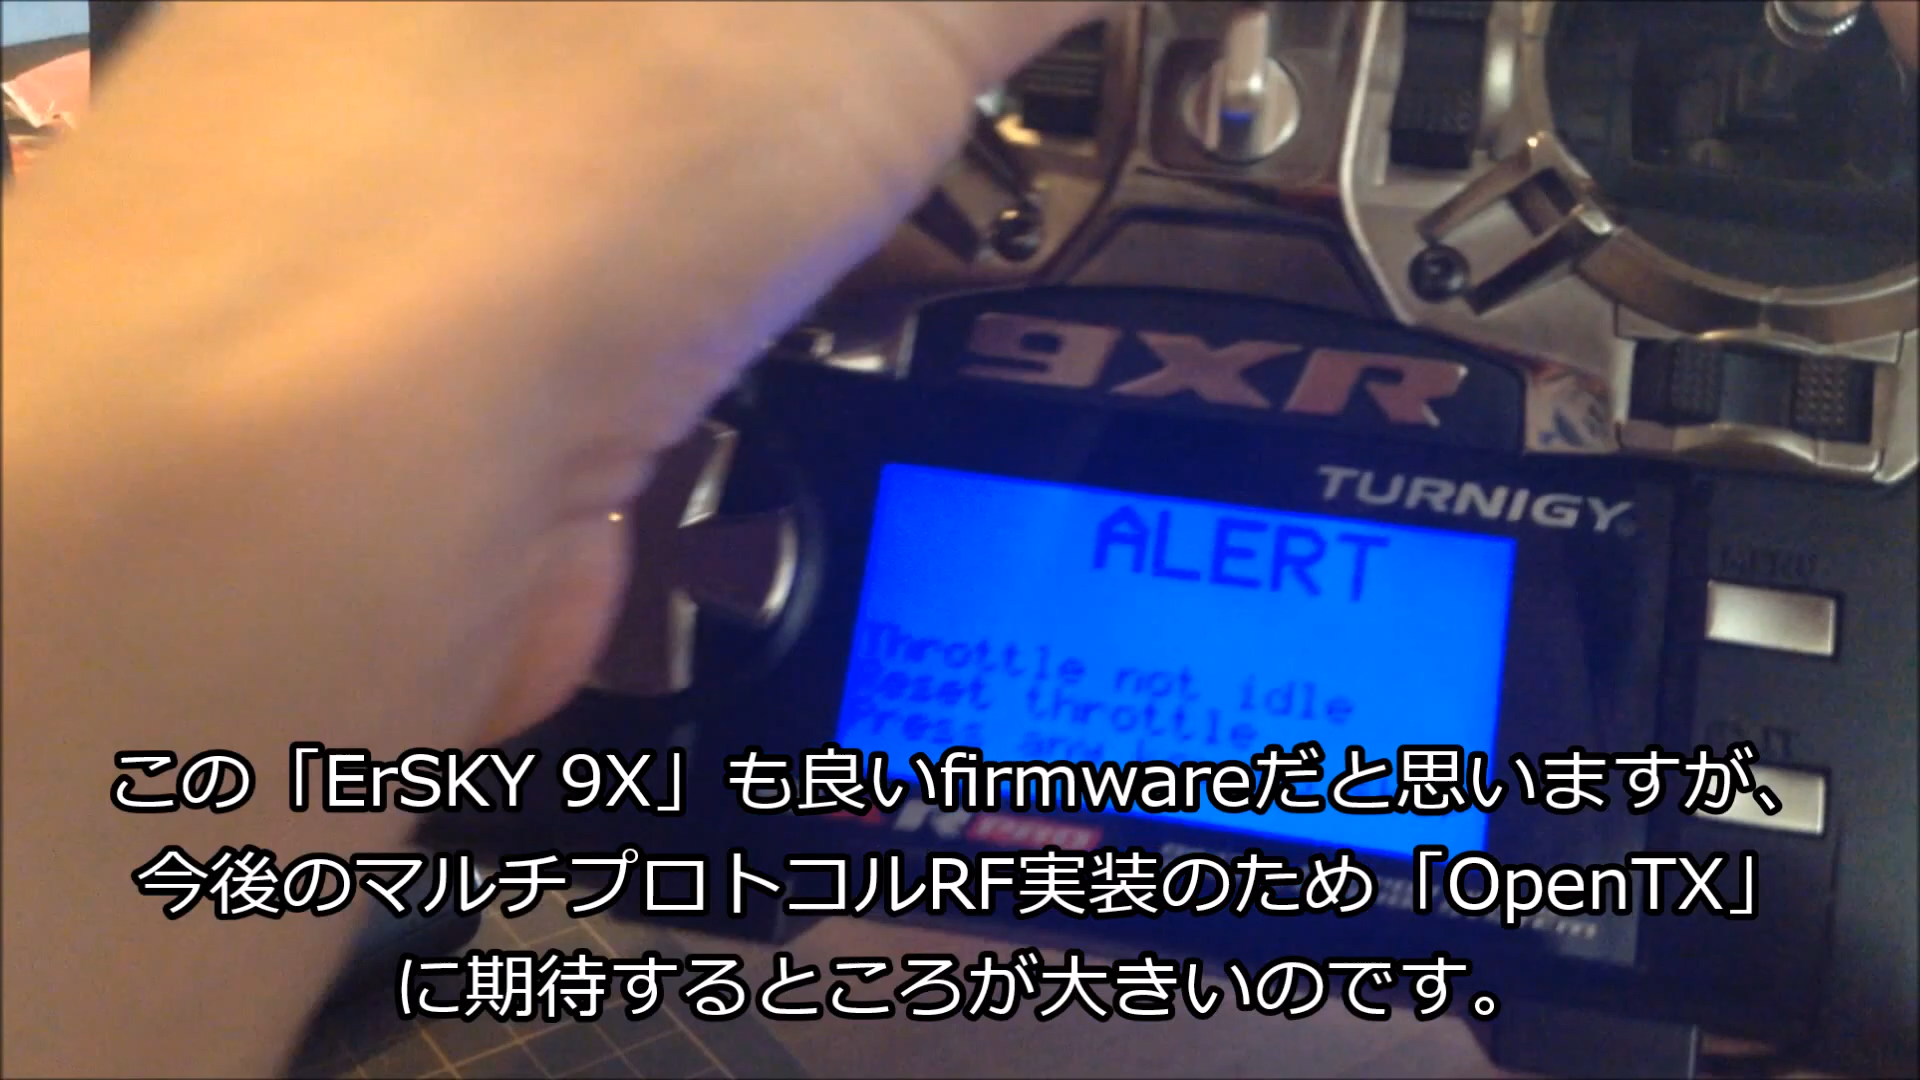 9XR
TURNIGY
ALERT
Throttle not idle
Reset throttle
Press any
この「ErSKY 9X」も良いfirmwareだと思いますが、
今後のマルチプロトコルRF実装のため「OpenTX」
に期待するところが大きいのです。